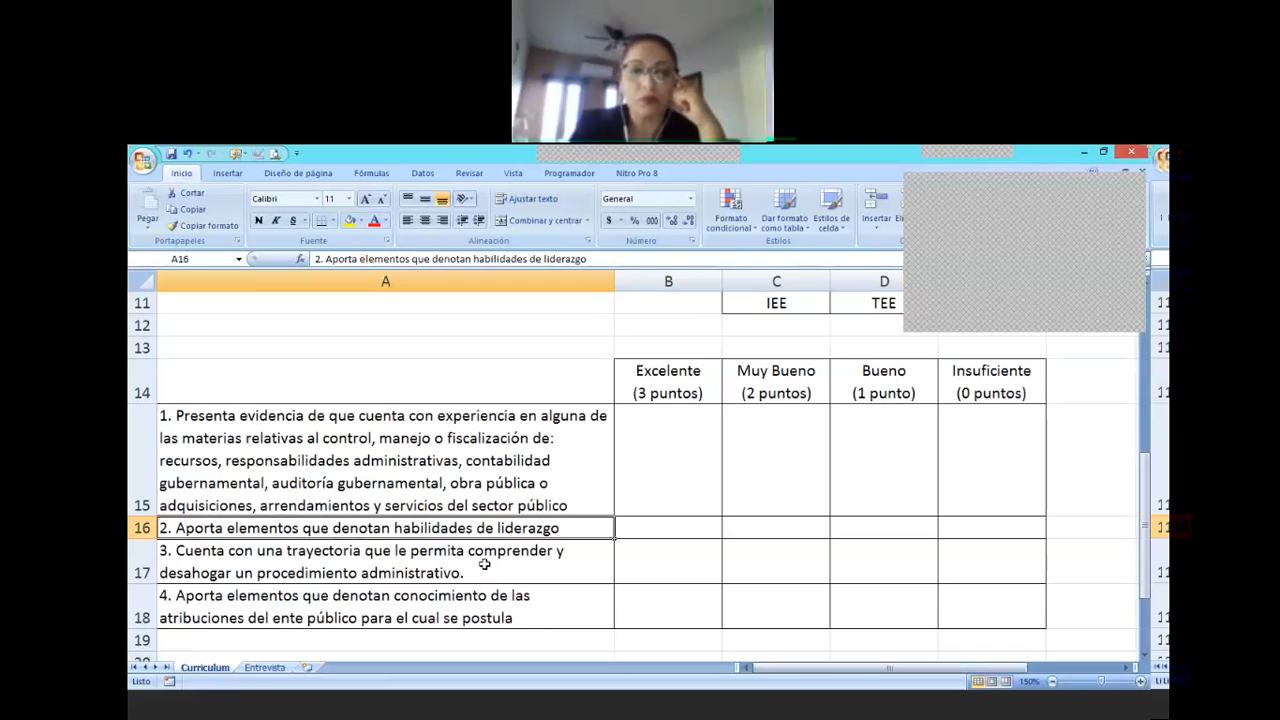 Inicio Insertar Diseño de página Fórmulas Datos Revisar Vista Programador Nitro Pro 8
Pegar
Cortar
Copiar
Copiar formato
Portapapeles
Calibri 11
N K S
Fuente
Ajustar texto
Combinar y centrar
Alineación
General
$ % 000
Número
Formato condicional
Dar formato como tabla
Estilos de celda
Estilos
Insertar
A16
fx 2. Aporta elementos que denotan habilidades de liderazgo
A B C D
11 IEE TEE
12
13
14 Excelente (3 puntos) Muy Bueno (2 puntos) Bueno (1 punto) Insuficiente (0 puntos)
1. Presenta evidencia de que cuenta con experiencia en alguna de
las materias relativas al control, manejo o fiscalización de:
recursos, responsabilidades administrativas, contabilidad
gubernamental, auditoría gubernamental, obra pública o
15 adquisiciones, arrendamientos y servicios del sector público
16 2. Aporta elementos que denotan habilidades de liderazgo
3. Cuenta con una trayectoria que le permita comprender y
17 desahogar un procedimiento administrativo.
4. Aporta elementos que denotan conocimiento de las
18 atribuciones del ente público para el cual se postula
19
Curriculum Entrevista
Listo 150%